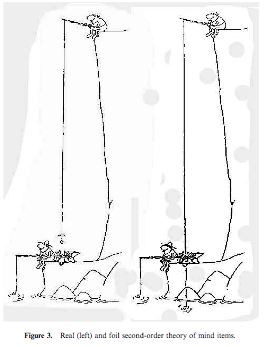 Figure 3. Real (left) and foil second-order theory of mind items.